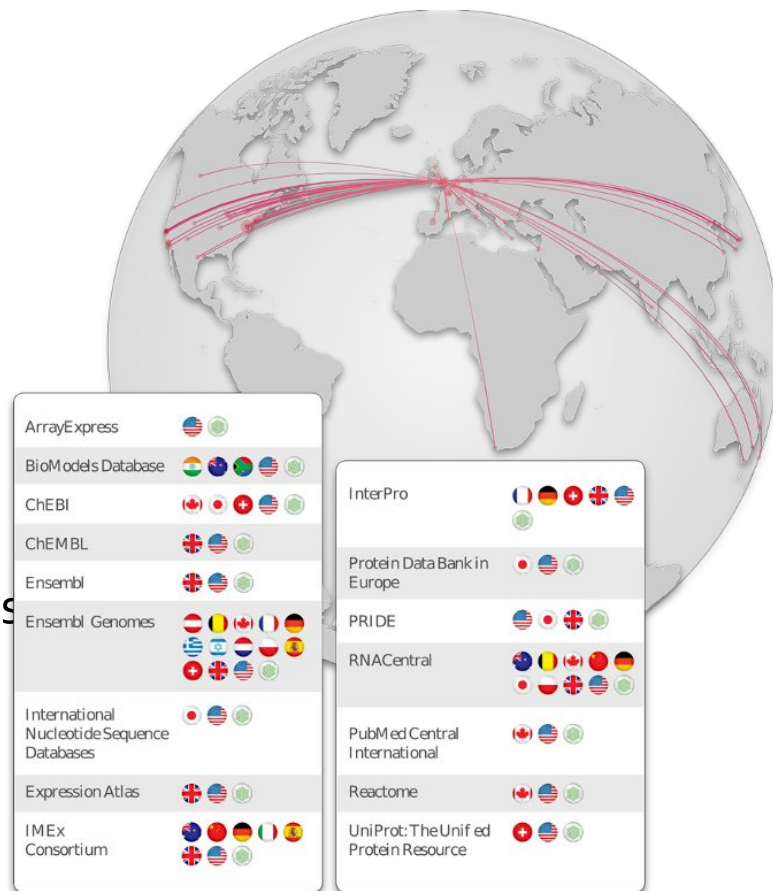 ArrayExpress
BioModels Database
ChEBI
ChEMBL
Ensembl
s
Ensembl Genomes
International
Nucleotide Sequence
Databases
Expression Atlas
IMEx
Consortium
InterPro
Protein Data Bank in
Europe
PRIDE
RNACentral
PubMed Central
International
Reactome
UniProt: The Unif ed
Protein Resource